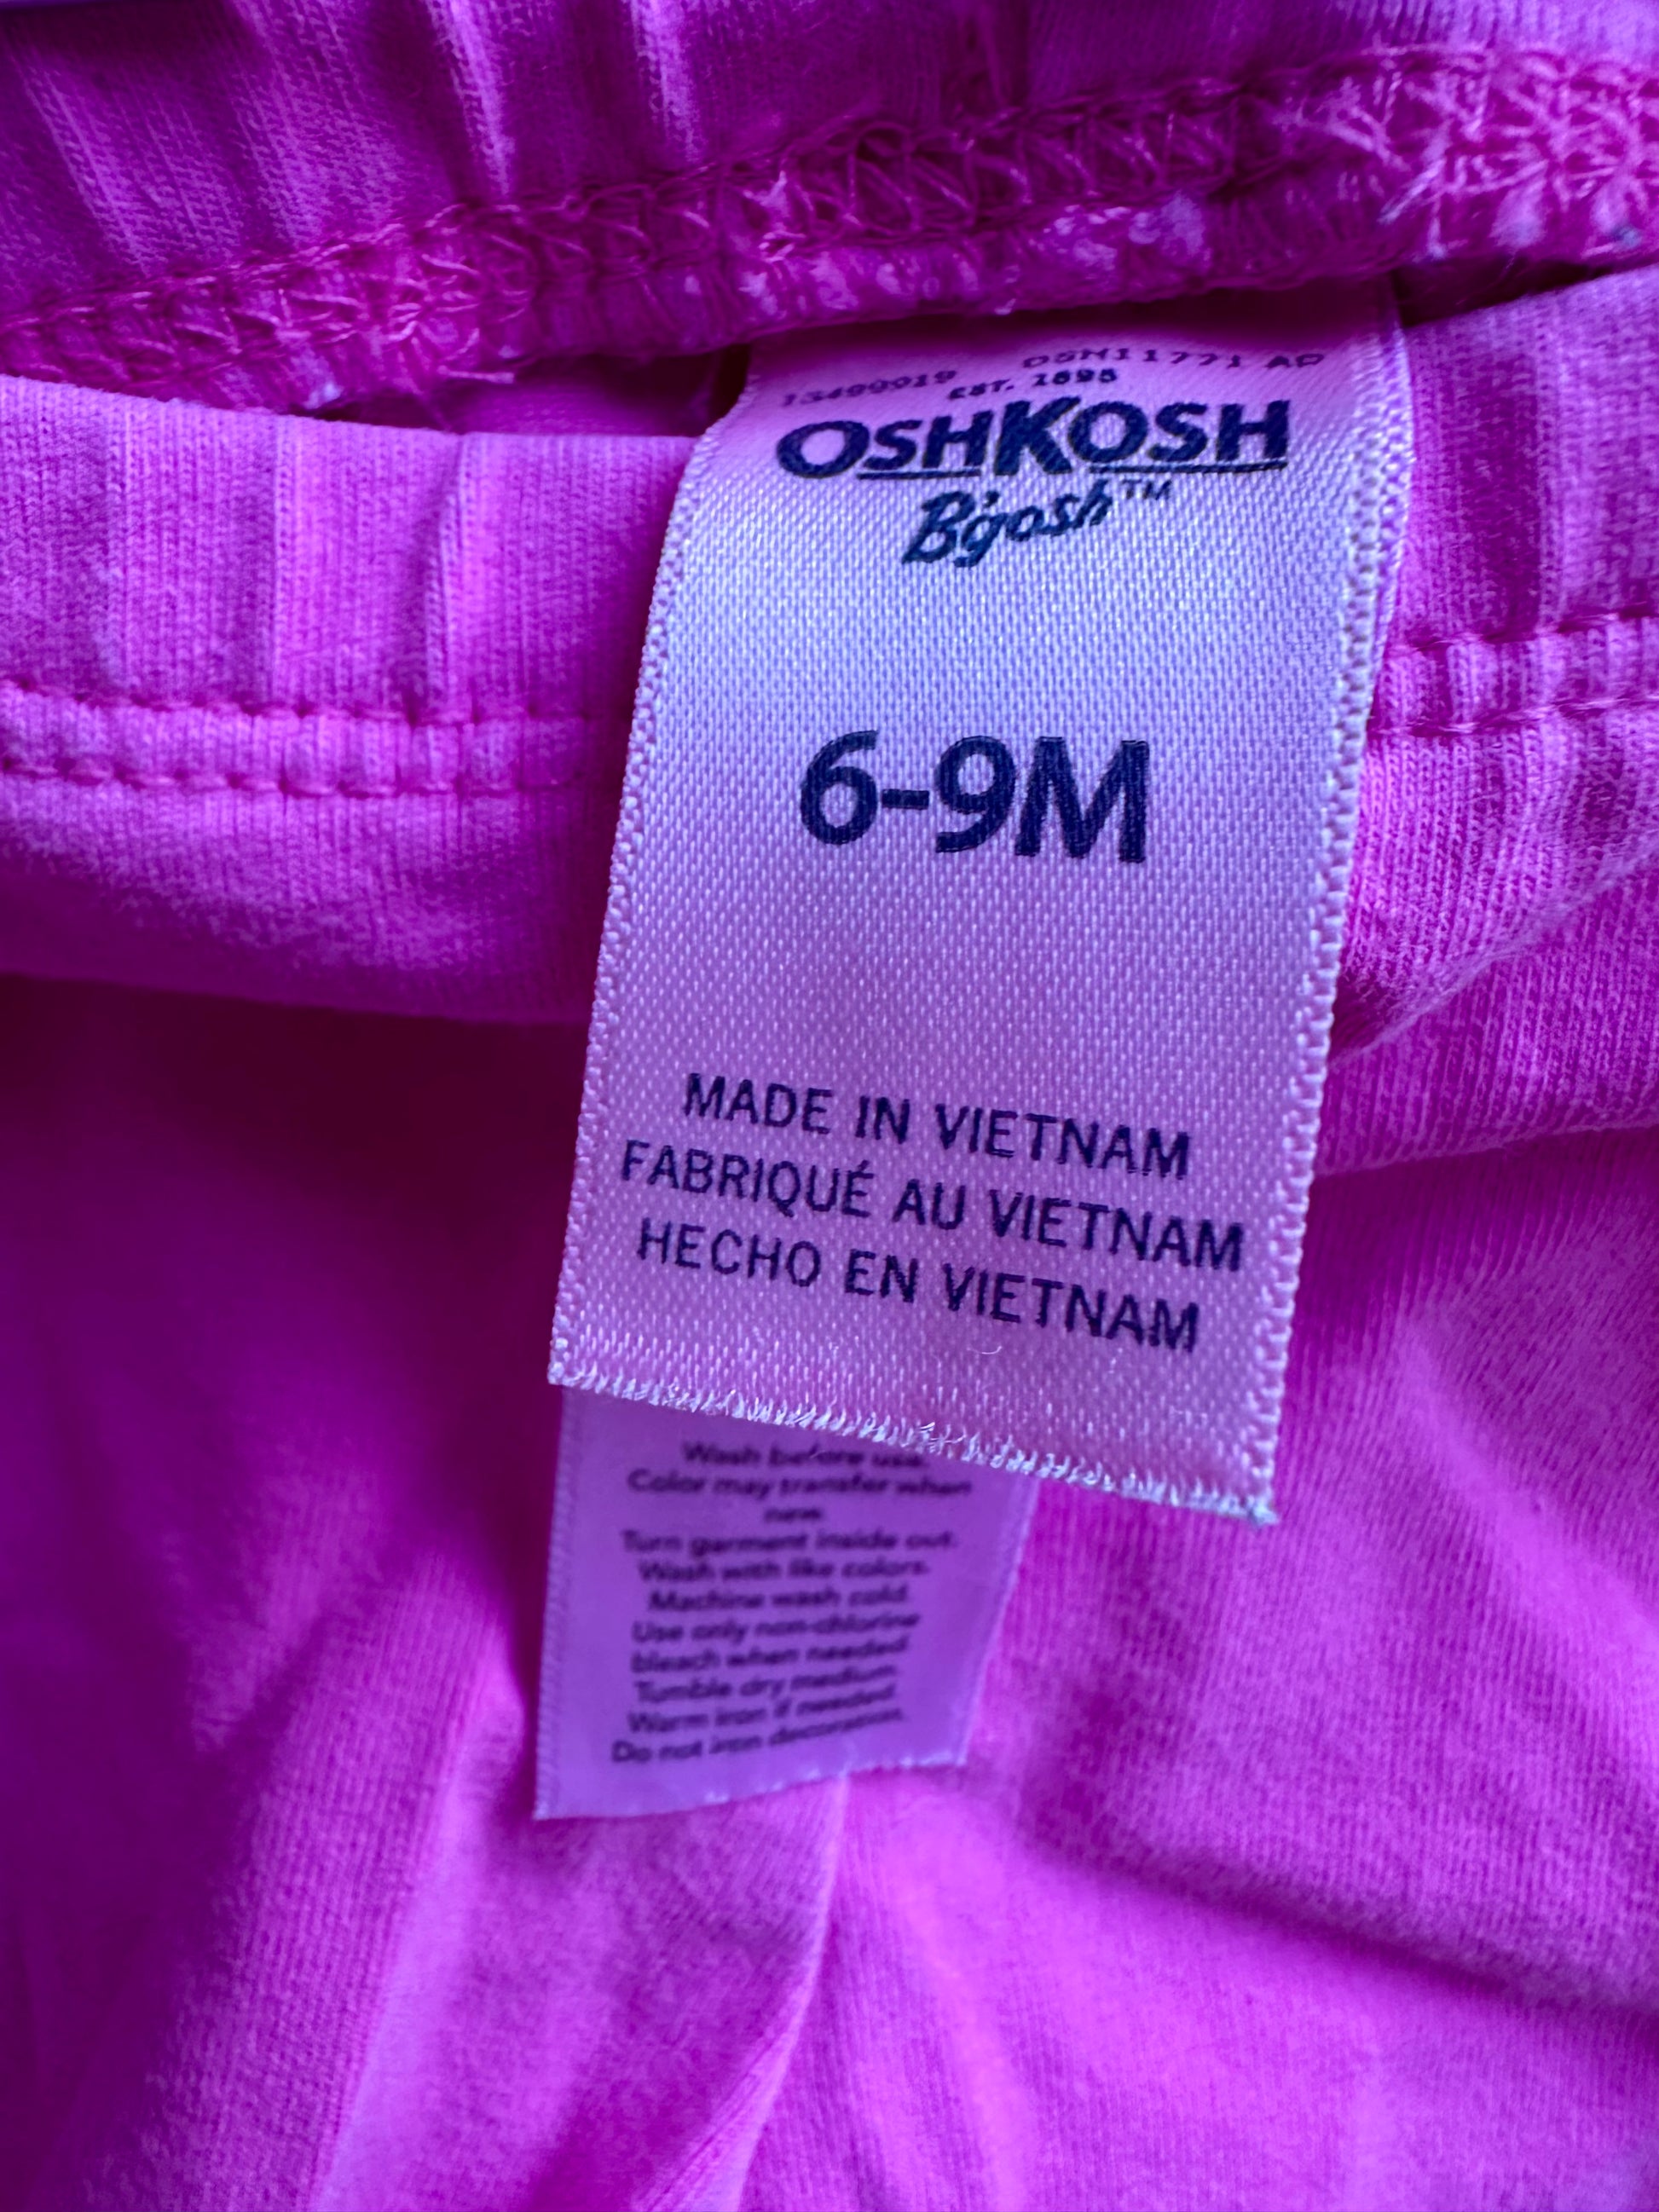 13499019 OSN11771 AD
EST. 1895
OSHKOSH
B'gosh™
6-9M
MADE IN VIETNAM
FABRIQUÉ AU VIETNAM
HECHO EN VIETNAM
Wash before use.
Color may transfer when
new.
Turn garment inside out.
Wash with like colors.
Machine wash cold.
Use only non-chlorine
bleach when needed.
Tumble dry medium.
Warm iron if needed.
Do not iron decoration.